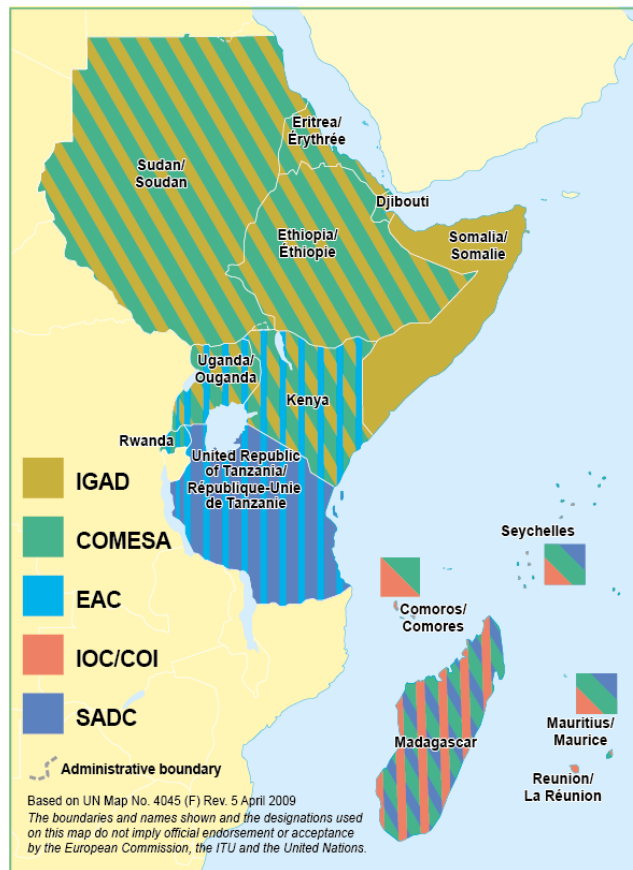 Eritrea/
Érythrée
Sudan/
Soudan
Djibouti
Ethiopia/
Éthiopie
Somalia/
Somalie
Uganda/
Ouganda
Kenya
Rwanda
United Republic
of Tanzania/
République-Unie
de Tanzanie
IGAD
COMESA
EAC
IOC/COI
SADC
Seychelles
Comoros/
Comores
Madagascar
Mauritius/
Maurice
Reunion/
La Réunion
Administrative boundary
Based on UN Map No. 4045 (F) Rev. 5 April 2009
The boundaries and names shown and the designations used
on this map do not imply official endorsement or acceptance
by the European Commission, the ITU and the United Nations.